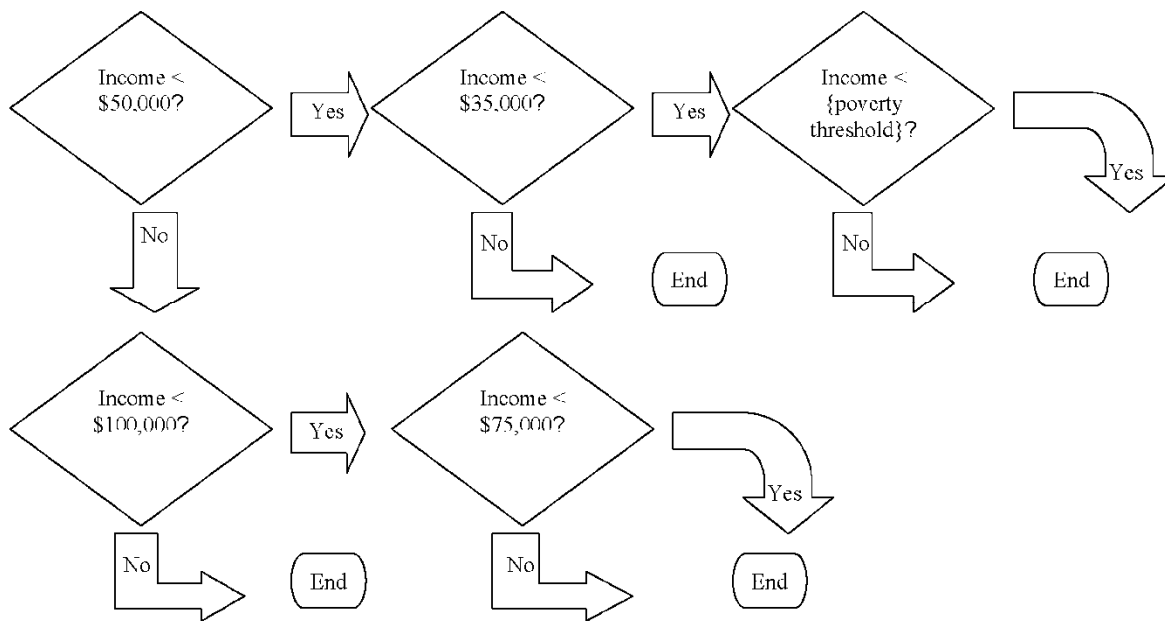 Income <
$50,000?
Yes
Income <
$35,000?
Yes
Income <
{poverty
threshold}?
Yes
No
No
End
No
End
Income <
$100,000?
Yes
Income <
$75,000?
Yes
No
End
No
End